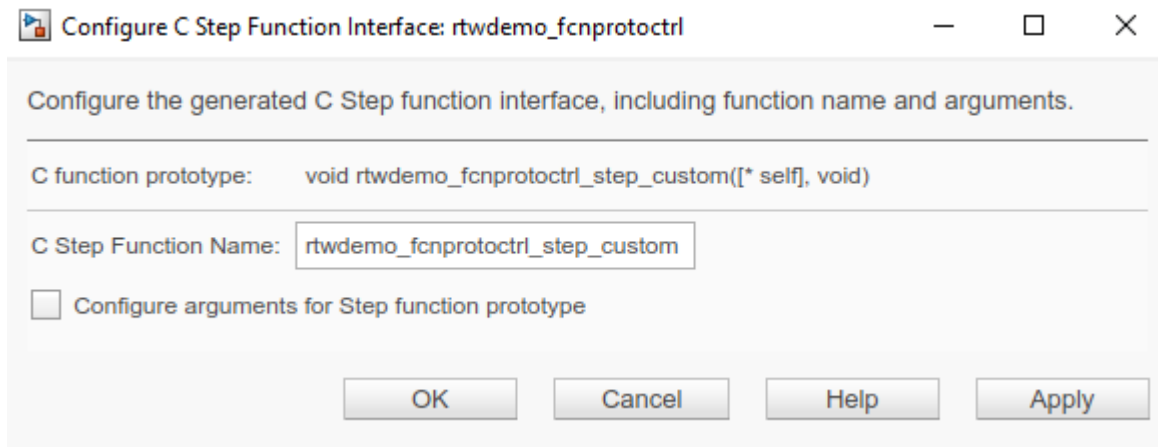 Configure C Step Function Interface: rtwdemo_fcnprotoctrl
Configure the generated C Step function interface, including function name and arguments.
C function prototype: void rtwdemo_fcnprotoctrl_step_custom([* self], void)
C Step Function Name: rtwdemo_fcnprotoctrl_step_custom
Configure arguments for Step function prototype
OK Cancel Help Apply